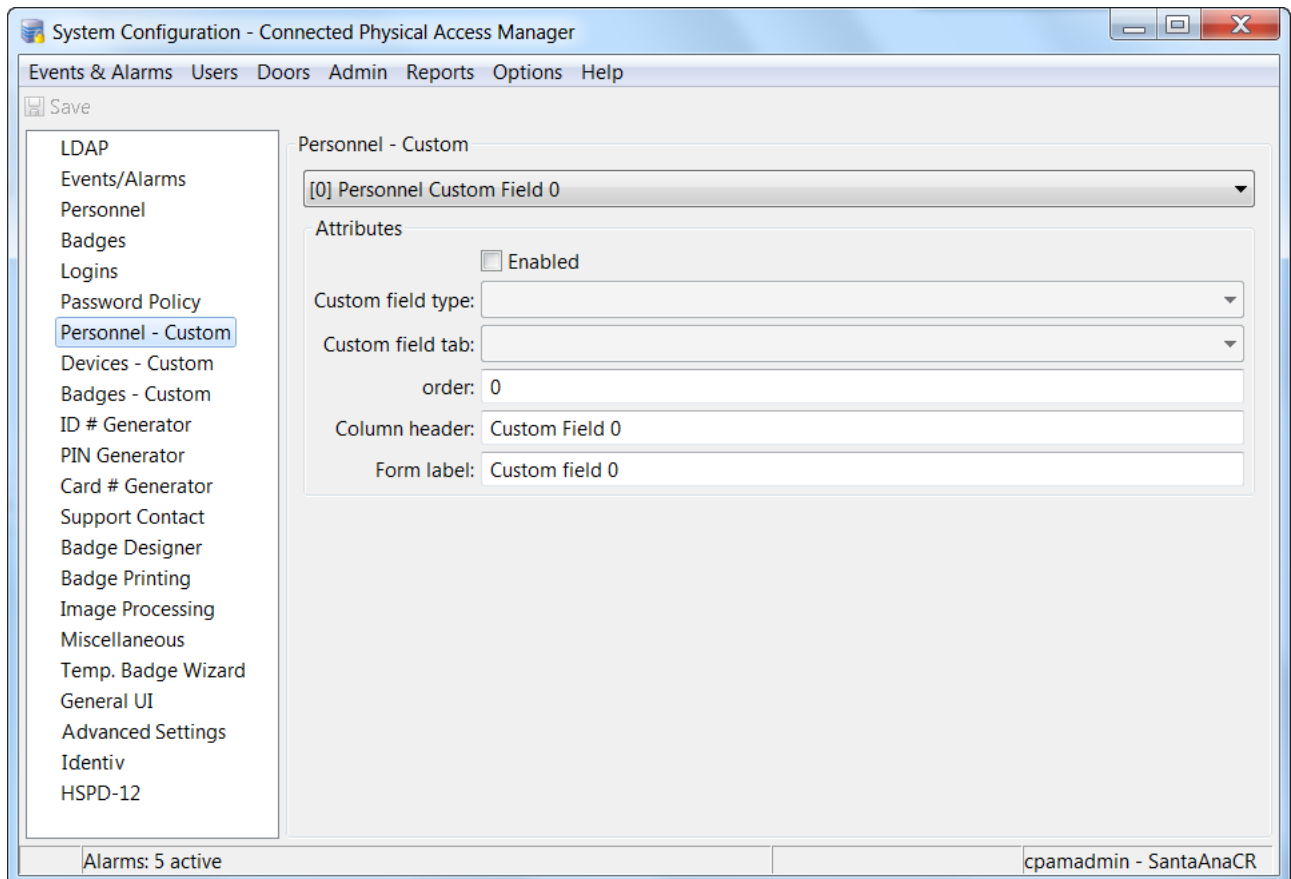 System Configuration - Connected Physical Access Manager
Events & Alarms Users Doors Admin Reports Options Help
Save
LDAP
Events/Alarms
Personnel
Badges
Logins
Password Policy
Personnel - Custom
Devices - Custom
Badges - Custom
ID # Generator
PIN Generator
Card # Generator
Support Contact
Badge Designer
Badge Printing
Image Processing
Miscellaneous
Temp. Badge Wizard
General UI
Advanced Settings
Identiv
HSPD-12
Personnel - Custom
[0] Personnel Custom Field 0
Attributes
Enabled
Custom field type:
Custom field tab:
order: 0
Column header: Custom Field 0
Form label: Custom field 0
Alarms: 5 active
cpamadmin - SantaAnaCR